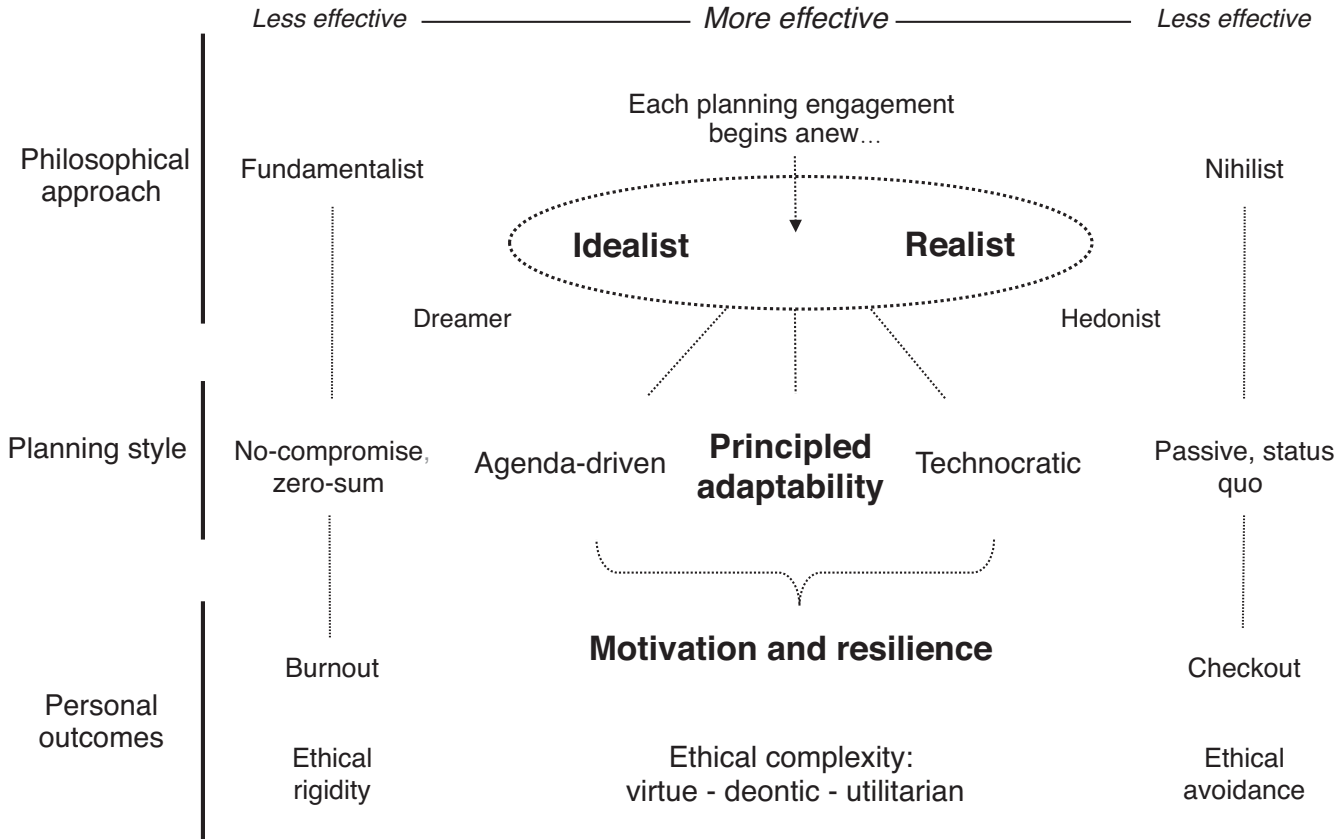 Less effective
More effective
Less effective
Each planning engagement
begins anew...
Philosophical
approach
Fundamentalist
Nihilist
Idealist
Realist
Dreamer
Hedonist
Planning style
No-compromise,
zero-sum
Agenda-driven
Principled
adaptability
Technocratic
Passive, status
quo
Motivation and resilience
Burnout
Checkout
Personal
outcomes
Ethical
rigidity
Ethical complexity:
virtue - deontic - utilitarian
Ethical
avoidance